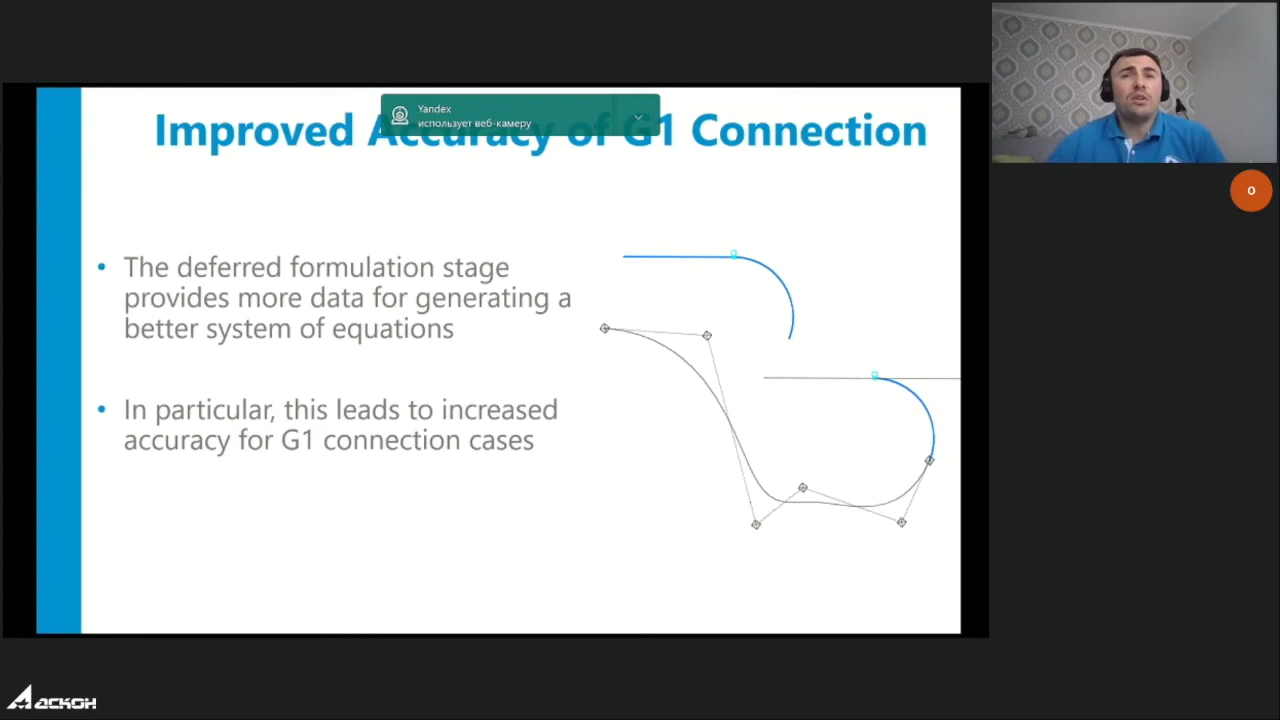 Yandex
использует веб-камеру
Improved Accuracy of G1 Connection
O
• The deferred formulation stage
provides more data for generating a
better system of equations
• In particular, this leads to increased
accuracy for G1 connection cases
АСКОН